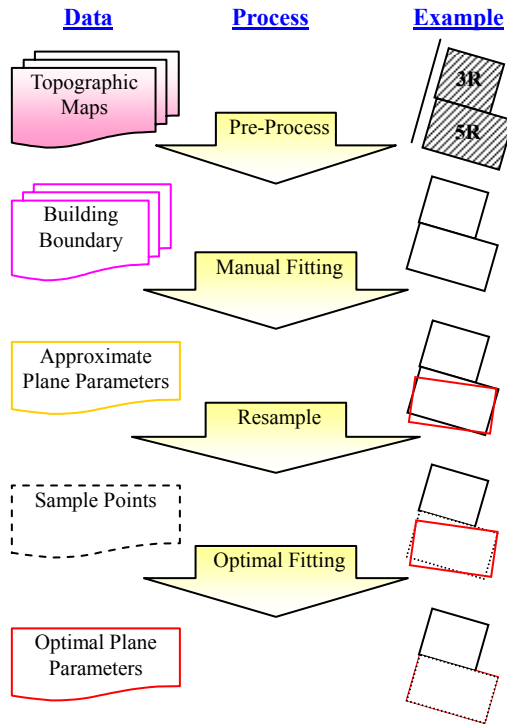 Data Process Example
Topographic
Maps
3R
5R
Pre-Process
Building
Boundary
Manual Fitting
Approximate
Plane Parameters
Resample
Sample Points
Optimal Fitting
Optimal Plane
Parameters